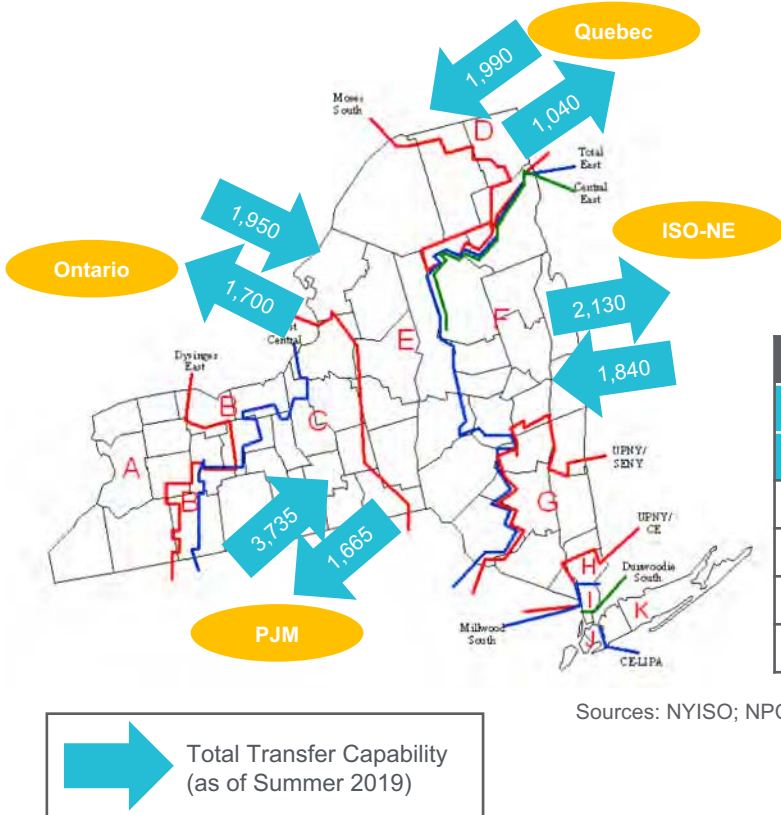 Quebec
1,990
1,040
Moses
South
D
Total
East
Central
East
1,950
ISO-NE
Ontario
1,700
2,130
F
E
Central
1,840
Dysinger
East
B
C
A
UPNY/
SENY
B
G
3,735
1,665
UPNY/
CE
H
Dunwoodie
South
I
K
PJM
Millwood
South
J
CE-LIPA
Sources: NYISO; NPC
Total Transfer Capability
(as of Summer 2019)